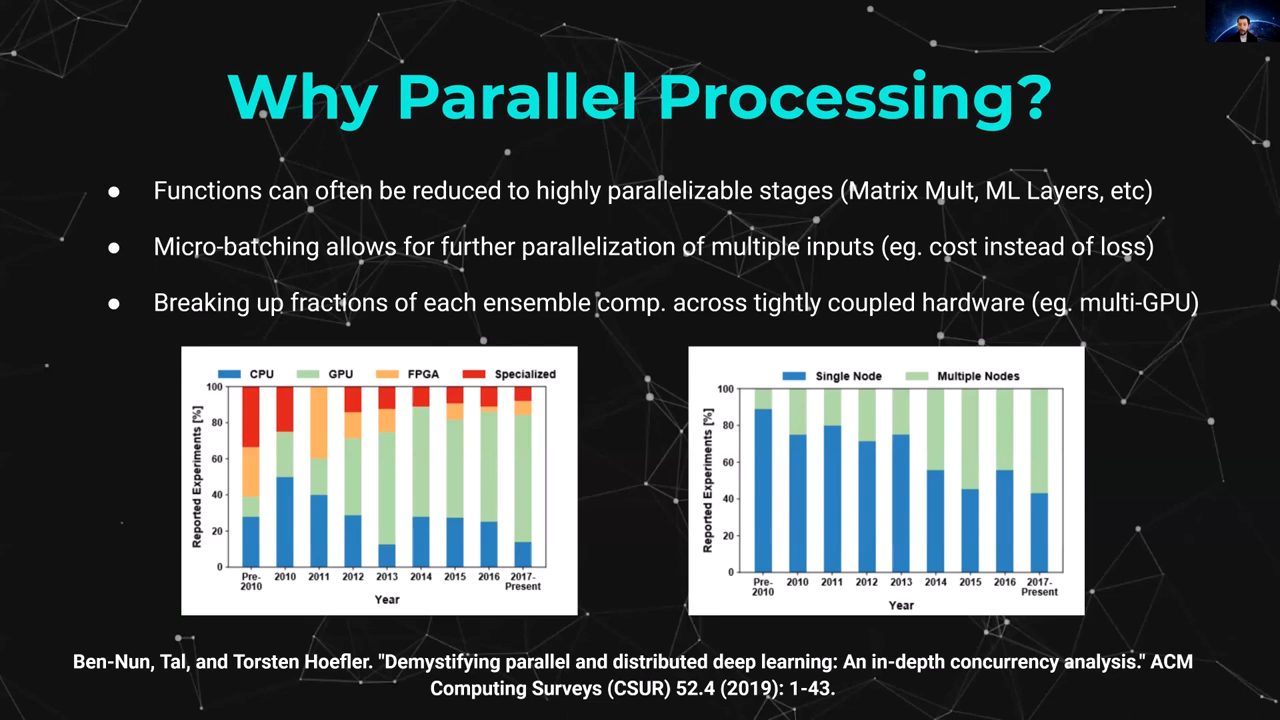 Why Parallel Processing?
● Functions can often be reduced to highly parallelizable stages (Matrix Mult, ML Layers, etc)
● Micro-batching allows for further parallelization of multiple inputs (eg. cost instead of loss)
● Breaking up fractions of each ensemble comp. across tightly coupled hardware (eg. multi-GPU)
CPU GPU FPGA Specialized
Reported Experiments [%]
100
80
60
40
20
0
Pre-2010 2010 2011 2012 2013 2014 2015 2016 2017-Present
Year
Single Node Multiple Nodes
Reported Experiments [%]
100
80
60
40
20
0
Pre-2010 2010 2011 2012 2013 2014 2015 2016 2017-Present
Year
Ben-Nun, Tal, and Torsten Hoefler. "Demystifying parallel and distributed deep learning: An in-depth concurrency analysis." ACM
Computing Surveys (CSUR) 52.4 (2019): 1-43.